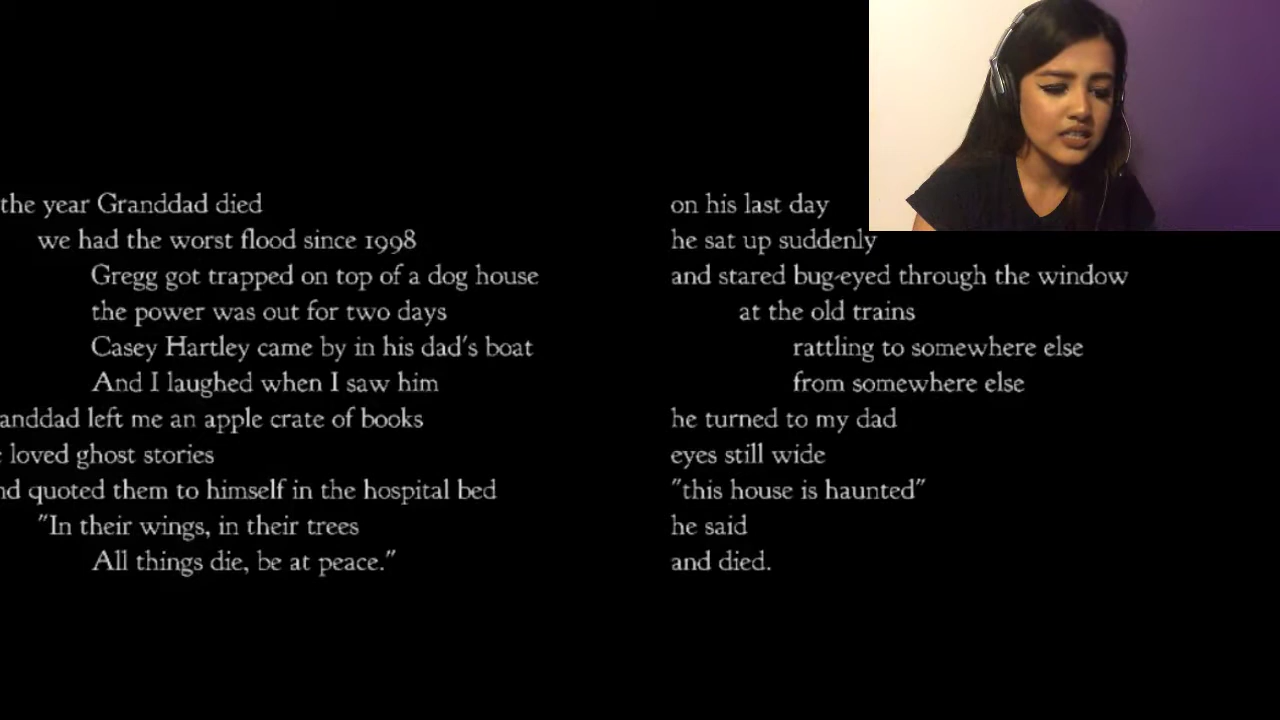 the year Granddad died
we had the worst flood since 1998
Gregg got trapped on top of a dog house
the power was out for two days
Casey Hartley came by in his dad's boat
And I laughed when I saw him
anddad left me an apple crate of books
e loved ghost stories
nd quoted them to himself in the hospital bed
"In their wings, in their trees
All things die, be at peace."
on his last day
he sat up suddenly
and stared bug-eyed through the window
at the old trains
rattling to somewhere else
from somewhere else
he turned to my dad
eyes still wide
"this house is haunted"
he said
and died.